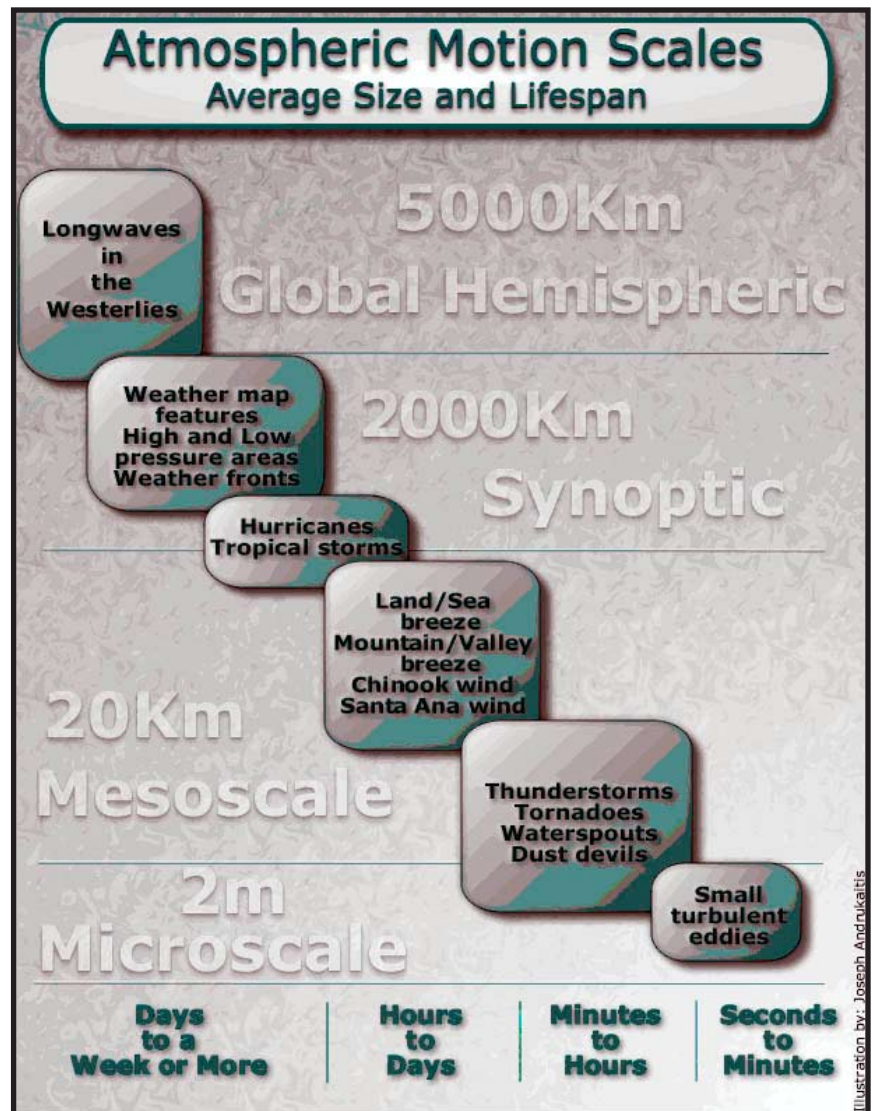 Atmospheric Motion Scales
Average Size and Lifespan
5000Km
Global Hemispheric
Longwaves
in
the
Westerlies
2000Km
Synoptic
Weather map
features
High and Low
pressure areas
Weather fronts
Hurricanes
Tropical storms
Land/Sea
breeze
Mountain/Valley
breeze
Chinook wind
Santa Ana wind
20Km
Mesoscale
Thunderstorms
Tornadoes
Waterspouts
Dust devils
2m
Microscale
Small
turbulent
eddies
Days
to a
Week or More
Hours
to
Days
Minutes
to
Hours
Seconds
to
Minutes
Illustration by: Joseph Andrukaitis